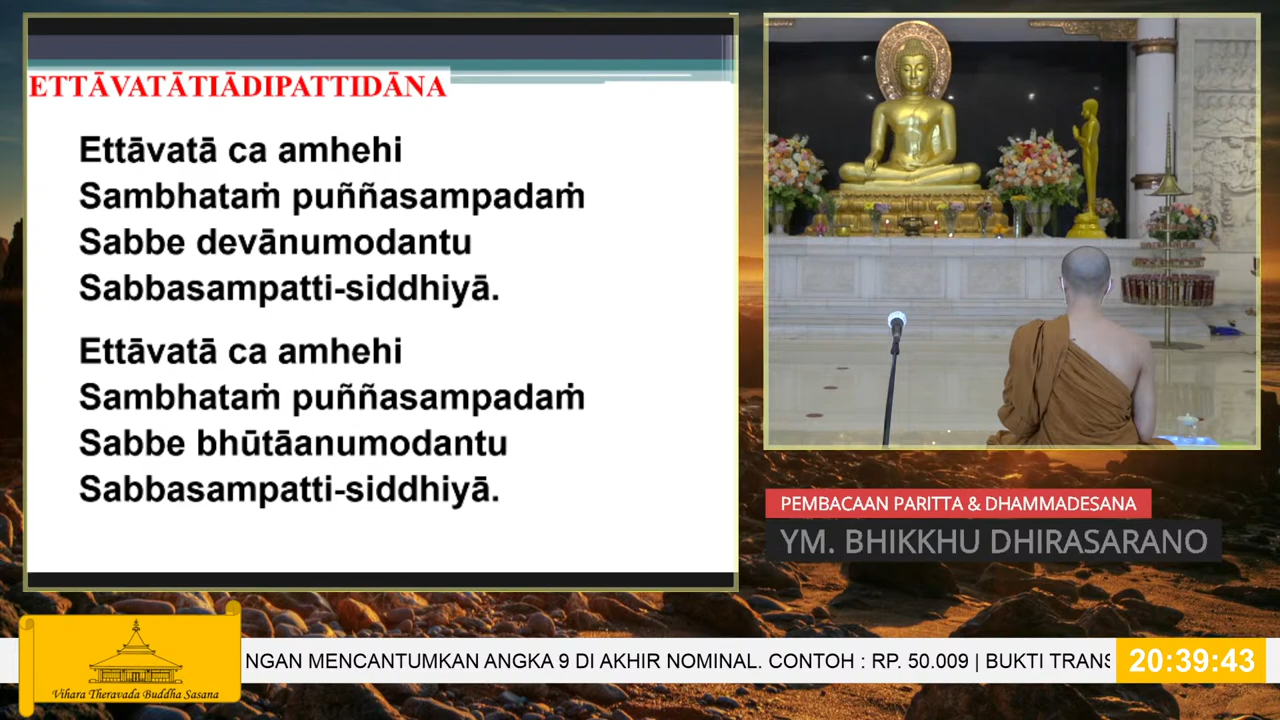 ETTĀVATĀTIĀDIPATTIDĀNA
Ettāvatā ca amhehi
Sambhataṁ puññasampadaṁ
Sabbe devānumodantu
Sabbasampatti-siddhiyā.
Ettāvatā ca amhehi
Sambhataṁ puññasampadaṁ
Sabbe bhūtāanumodantu
Sabbasampatti-siddhiyā.
PEMBACAAN PARITTA & DHAMMADESANA
YM. BHIKKHU DHIRASARANO
Vihara Theravada Buddha Sasana
NGAN MENCANTUMKAN ANGKA 9 DI AKHIR NOMINAL. CONTOH : RP. 50.009 | BUKTI TRANS
20:39:43